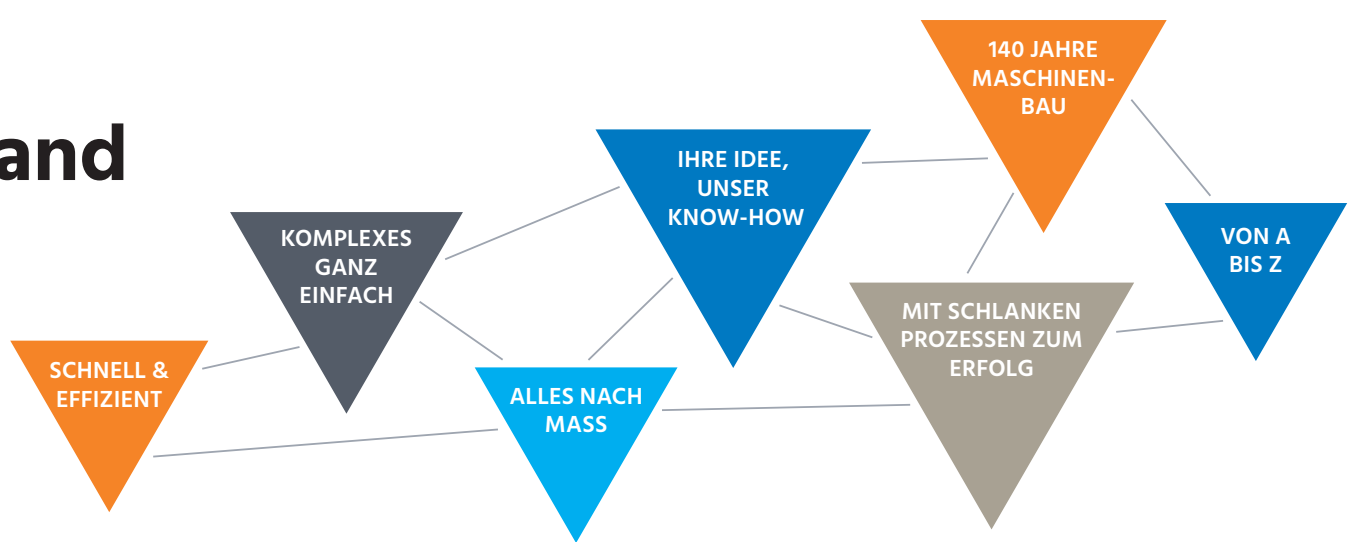 and
140 JAHRE
MASCHINEN-
BAU
IHRE IDEE,
UNSER
KNOW-HOW
KOMPLEXES
GANZ
EINFACH
VON A
BIS Z
MIT SCHLANKEN
PROZESSEN ZUM
ERFOLG
SCHNELL &
EFFIZIENT
ALLES NACH
MASS